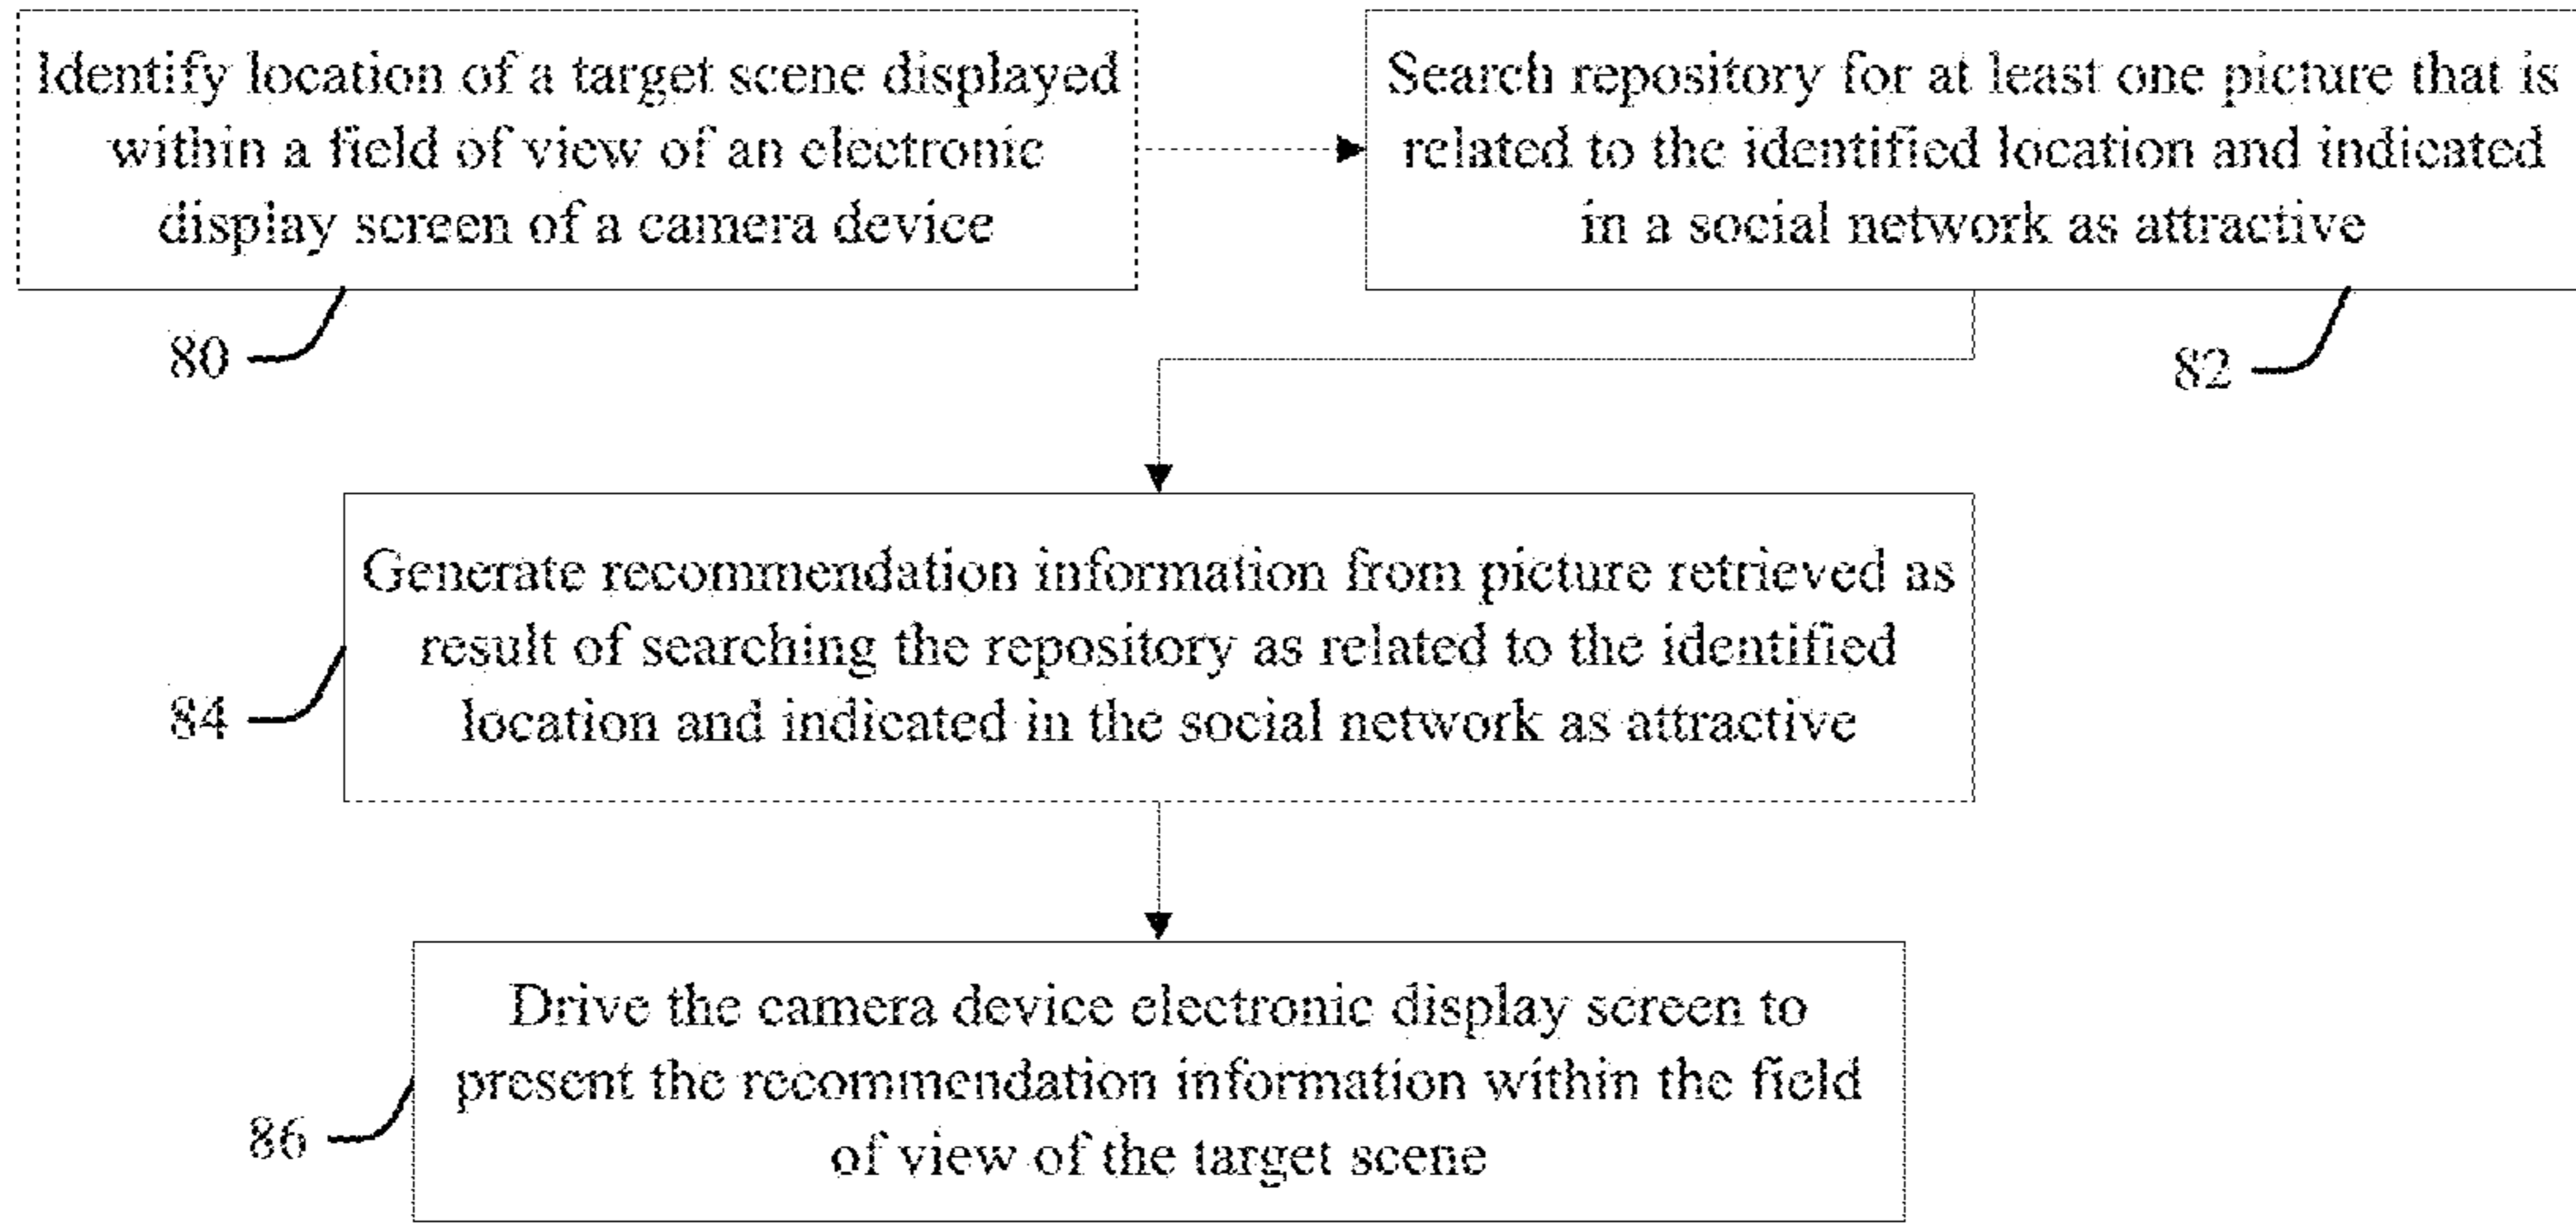 Identify location of a target scene displayed
within a field of view of an electronic
display screen of a camera device
80
Search repository for at least one picture that is
related to the identified location and indicated
in a social network as attractive
82
Generate recommendation information from picture retrieved as
result of searching the repository as related to the identified
location and indicated in the social network as attractive
84
Drive the camera device electronic display screen to
present the recommendation information within the field
of view of the target scene
86